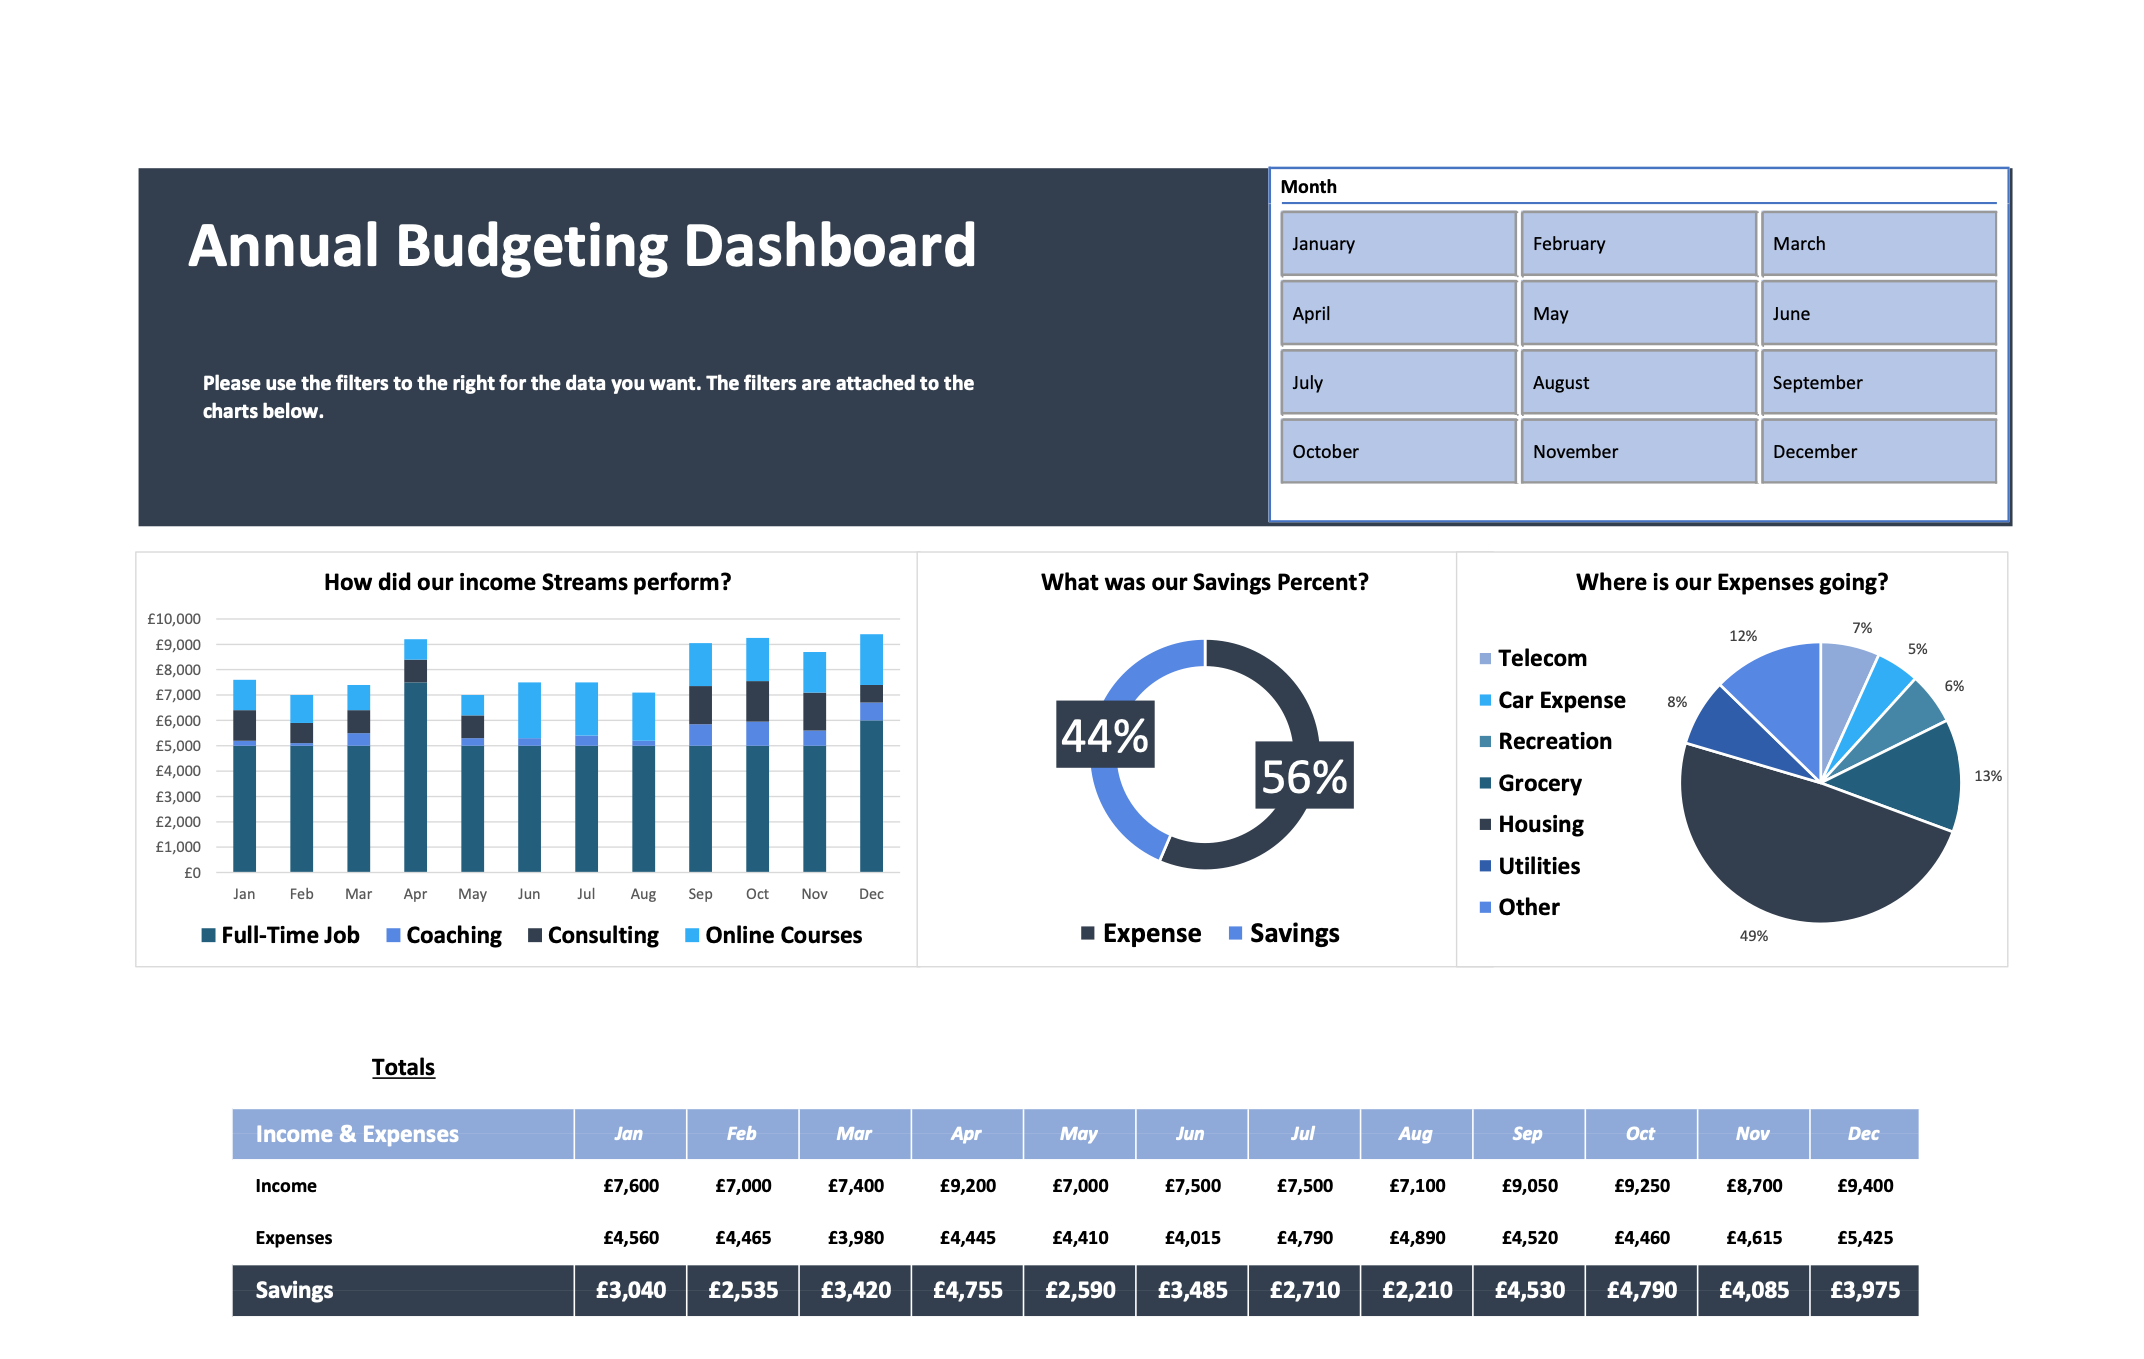 Annual Budgeting Dashboard
Please use the filters to the right for the data you want. The filters are attached to the
charts below.
Month
January February March
April May June
July August September
October November December
How did our income Streams perform?
£10,000
£9,000
£8,000
£7,000
£6,000
£5,000
£4,000
£3,000
£2,000
£1,000
£0
Jan Feb Mar Apr May Jun Jul Aug Sep Oct Nov Dec
Full-Time Job Coaching Consulting Online Courses
What was our Savings Percent?
44%
56%
Expense Savings
Where is our Expenses going?
Telecom
Car Expense
Recreation
Grocery
Housing
Utilities
Other
7%
5%
6%
13%
49%
8%
12%
Totals
Income & Expenses Jan Feb Mar Apr May Jun Jul Aug Sep Oct Nov Dec
Income £7,600 £7,000 £7,400 £9,200 £7,000 £7,500 £7,500 £7,100 £9,050 £9,250 £8,700 £9,400
Expenses £4,560 £4,465 £3,980 £4,445 £4,410 £4,015 £4,790 £4,890 £4,520 £4,460 £4,615 £5,425
Savings £3,040 £2,535 £3,420 £4,755 £2,590 £3,485 £2,710 £2,210 £4,530 £4,790 £4,085 £3,975